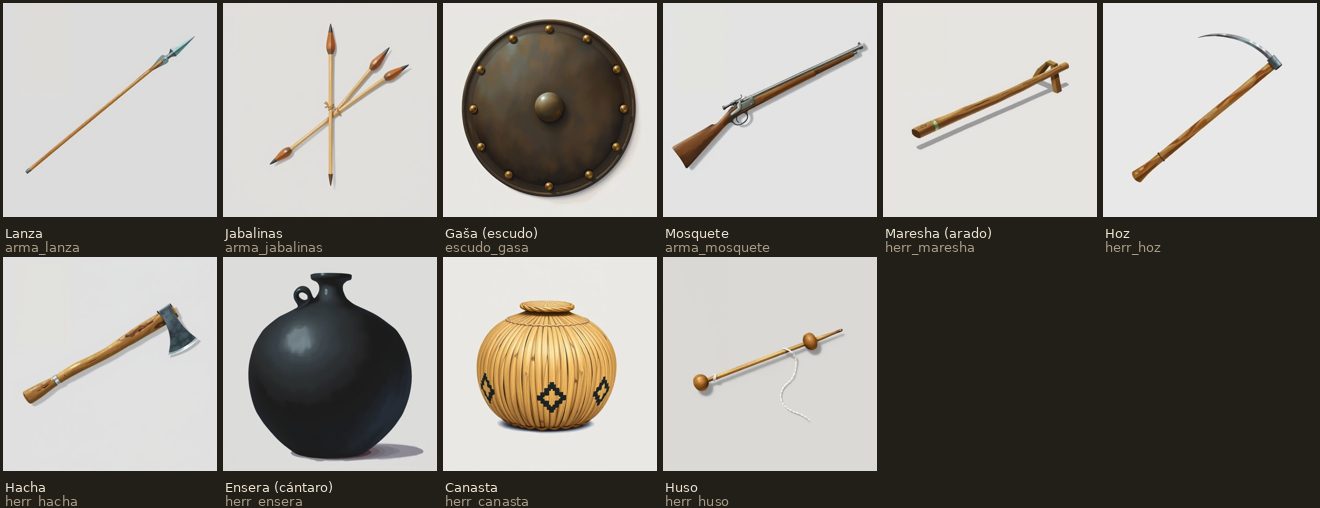 Lanza
arma_lanza
Jabalinas
arma_jabalinas
Gaša (escudo)
escudo_gasa
Mosquete
arma_mosquete
Maresha (arado)
herr_maresha
Hoz
herr_hoz
Hacha
herr_hacha
Ensera (cántaro)
herr_ensera
Canasta
herr_canasta
Huso
herr_huso